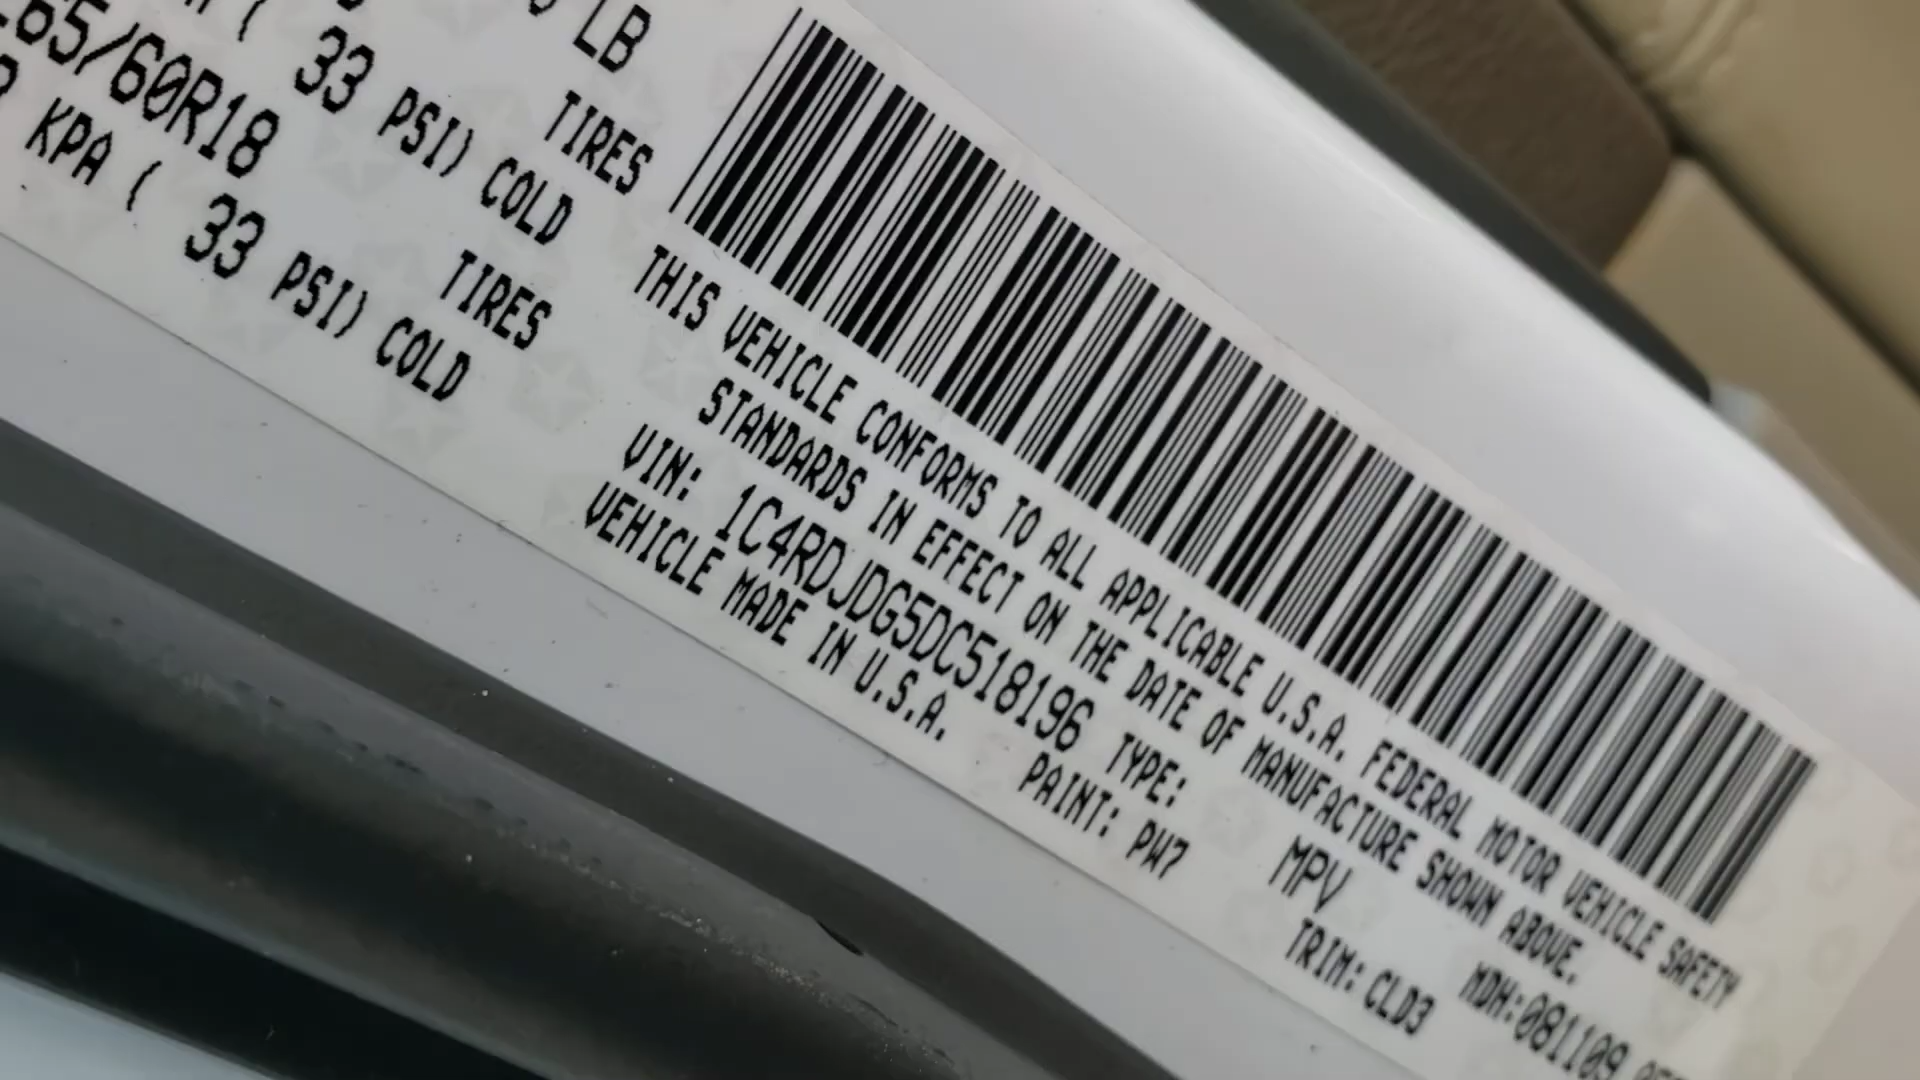 LB
33 PSI) COLD
65/60R18 TIRES
KPA ( 33 PSI) COLD
TIRES
THIS VEHICLE CONFORMS TO ALL APPLICABLE U.S.A. FEDERAL MOTOR VEHICLE SAFETY
STANDARDS IN EFFECT ON THE DATE OF MANUFACTURE SHOWN ABOVE.
VIN: 1C4RDJDG5DC518196 TYPE: MPV MDH:081109
VEHICLE MADE IN U.S.A. PAINT: PW7 TRIM: CLD3